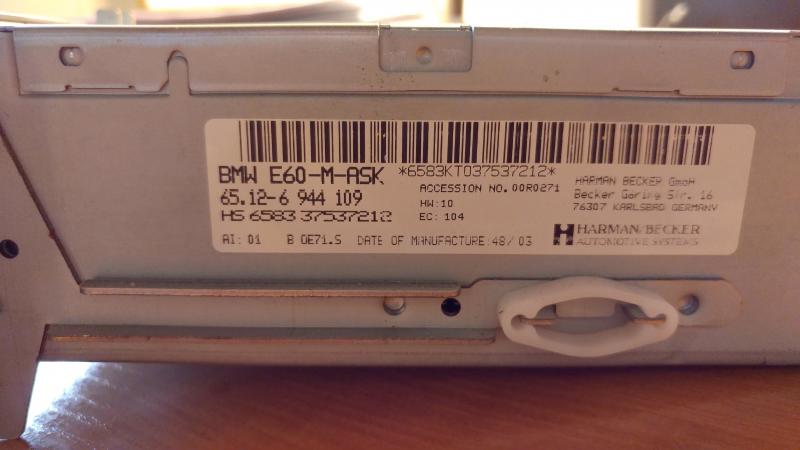 BMW E60-M-ASK *6583KT037537212*
65.12-6 944 109
HS 6583 37537212
ACCESSION NO. 00R0271
HW: 10
EC: 104
HARMAN BECKER GmbH
Becker Göring Str. 16
76307 KARLSBAD GERMANY
AI: 01 B 0E71.S DATE OF MANUFACTURE: 48/ 03
HARMAN/BECKER
AUTOMOTIVE SYSTEMS